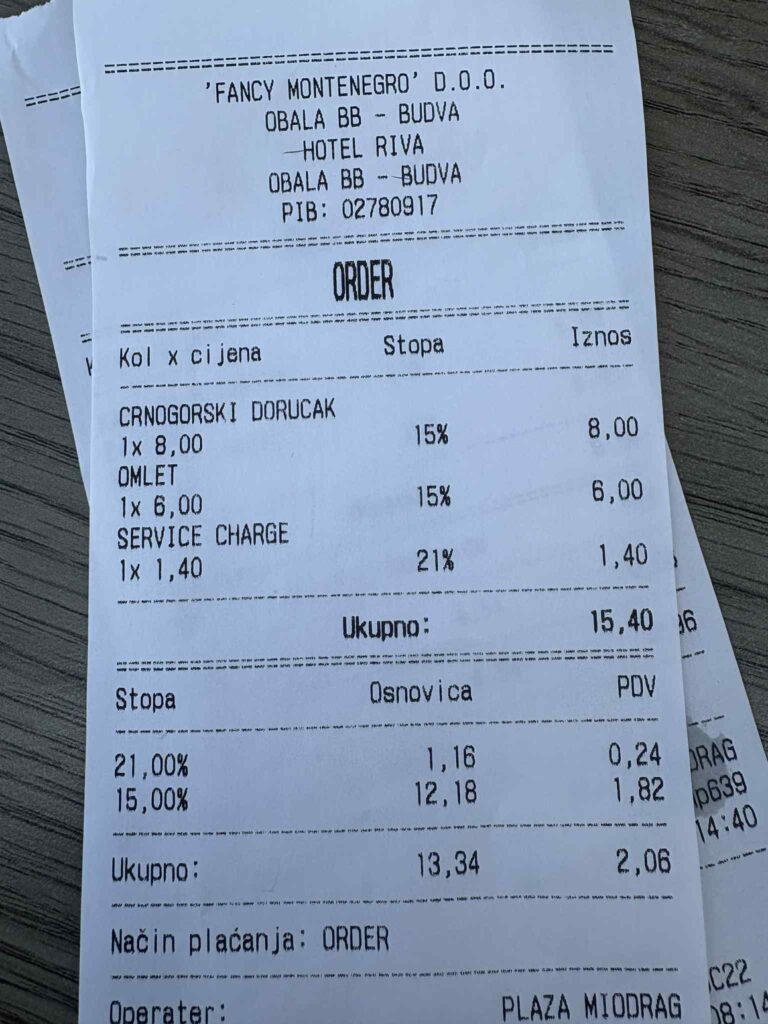 'FANCY MONTENEGRO' D.O.O.
OBALA BB - BUDVA
HOTEL RIVA
OBALA BB - BUDVA
PIB: 02780917
ORDER
Kol x cijena Stopa Iznos
CRNOGORSKI DORUCAK
1x 8,00 15% 8,00
OMLET
1x 6,00 15% 6,00
SERVICE CHARGE
1x 1,40 21% 1,40
Ukupno: 15,40
Stopa Osnovica PDV
21,00% 1,16 0,24
15,00% 12,18 1,82
Ukupno: 13,34 2,06
Način plaćanja: ORDER
Operater: PLAZA MIODRAG
14:40